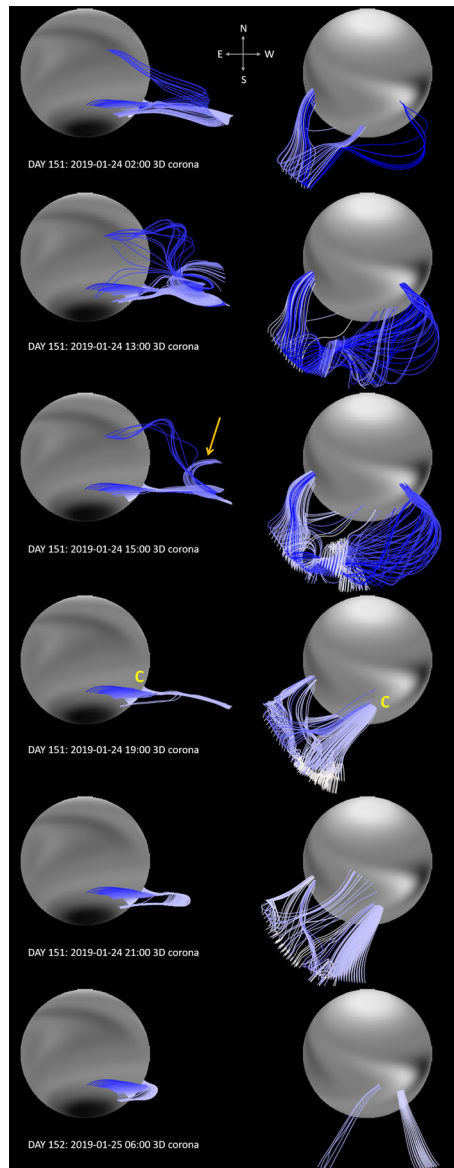 N
E W
S
DAY 151: 2019-01-24 02:00 3D corona
DAY 151: 2019-01-24 13:00 3D corona
DAY 151: 2019-01-24 15:00 3D corona
C
C
DAY 151: 2019-01-24 19:00 3D corona
DAY 151: 2019-01-24 21:00 3D corona
DAY 152: 2019-01-25 06:00 3D corona